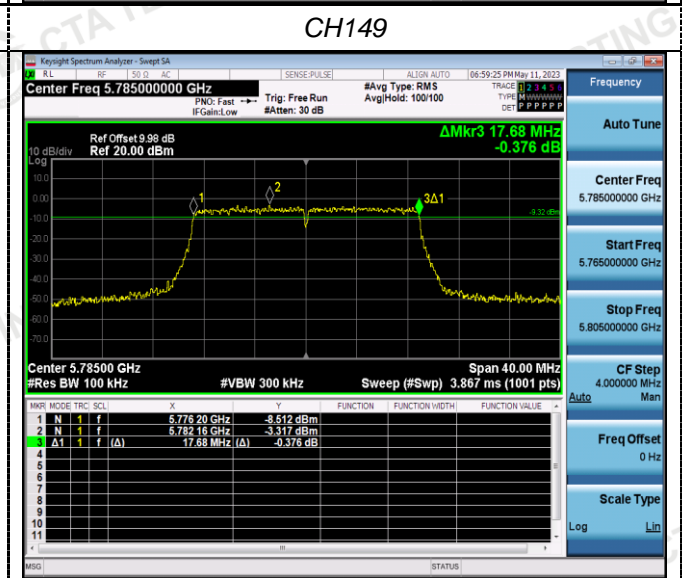 CH149
Keysight Spectrum Analyzer - Swept SA
RL RF 50 Ω AC SENSE:PULSE ALIGN AUTO 06:59:25 PM May 11, 2023
Center Freq 5.785000000 GHz #Avg Type: RMS TRACE 1 2 3 4 5 6
PNO: Fast Trig: Free Run Avg|Hold: 100/100 TYPE M WWWWW
IFGain:Low #Atten: 30 dB DET P P P P P P
Frequency
Auto Tune
ΔMkr3 17.68 MHz
-0.376 dB
Ref Offset 9.98 dB
10 dB/div Ref 20.00 dBm
Log
10.0
0.00
-10.0
-20.0
-30.0
-40.0
-50.0
-60.0
-70.0
1
2
3Δ1
-9.32 dBm
Center 5.78500 GHz Span 40.00 MHz
#Res BW 100 kHz #VBW 300 kHz Sweep (#Swp) 3.867 ms (1001 pts)
Center Freq
5.785000000 GHz
Start Freq
5.765000000 GHz
Stop Freq
5.805000000 GHz
CF Step
4.000000 MHz
Auto Man
Freq Offset
0 Hz
Scale Type
Log Lin
MKR MODE TRC SCL X Y FUNCTION FUNCTION WIDTH FUNCTION VALUE
1 N 1 f 5.776 20 GHz -8.512 dBm
2 N 1 f 5.782 16 GHz -3.317 dBm
3 Δ1 1 f (Δ) 17.68 MHz (Δ) -0.376 dB
4
5
6
7
8
9
10
11
MSG STATUS